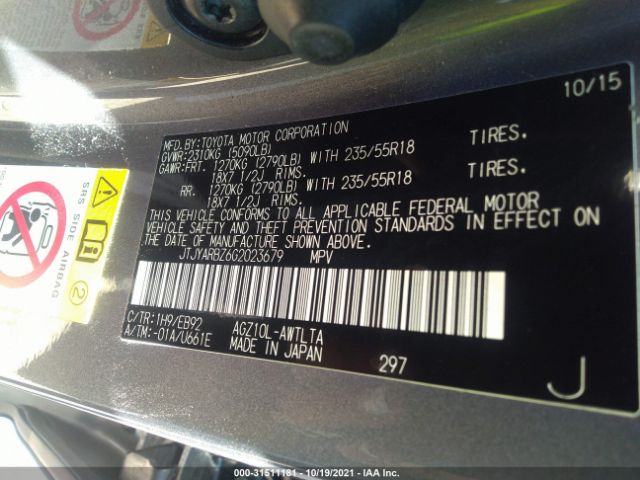 10/15
MFD.BY:TOYOTA MOTOR CORPORATION
GVWR:2310KG (5090LB)
GAWR:FRT. 1270KG (2790LB) WITH 235/55R18 TIRES.
18X7 1/2J RIMS.
RR. 1270KG (2790LB) WITH 235/55R18 TIRES.
18X7 1/2J RIMS.
THIS VEHICLE CONFORMS TO ALL APPLICABLE FEDERAL MOTOR
VEHICLE SAFETY AND THEFT PREVENTION STANDARDS IN EFFECT ON
THE DATE OF MANUFACTURE SHOWN ABOVE.
JTJYARBZ6G2023679 MPV
C/TR:1H9/EB92 AGZ10L-AWTLTA
A/TM:-01A/U661E MADE IN JAPAN
297
J
SRS SIDE AIRBAG
2
000-31511181 - 10/19/2021 - IAA Inc.